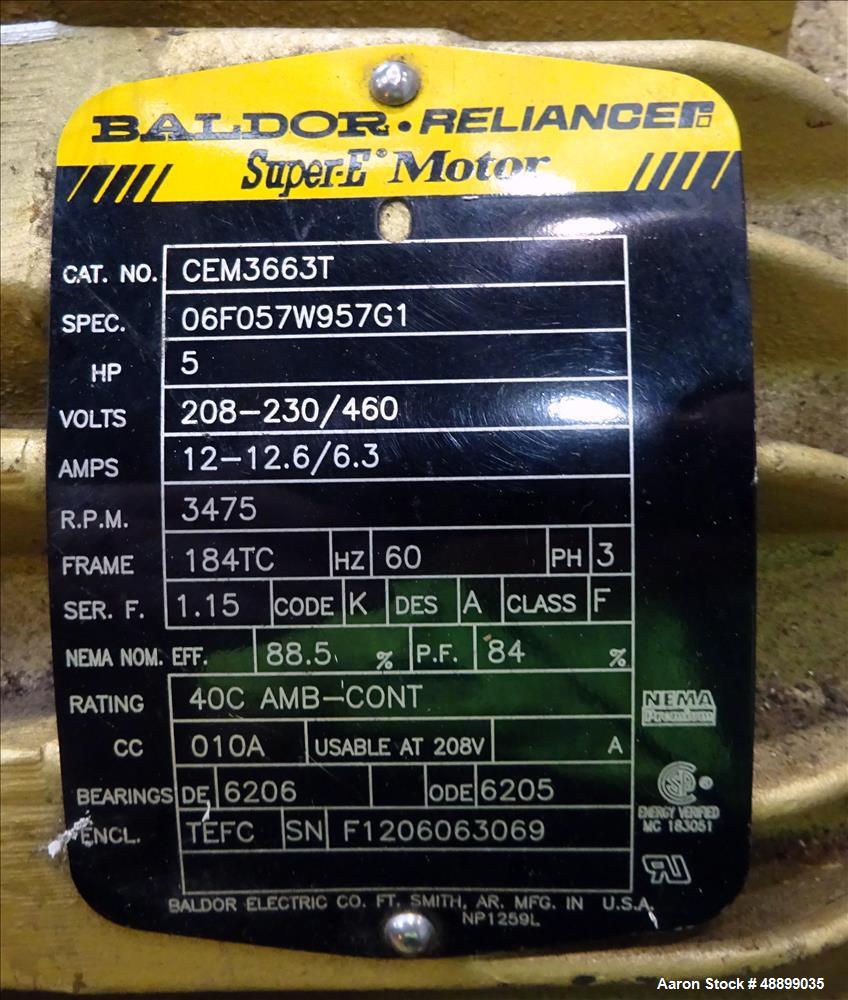 BALDOR • RELIANCE
Super-E® Motor
CAT. NO. CEM3663T
SPEC. 06F057W957G1
HP 5
VOLTS 208-230/460
AMPS 12-12.6/6.3
R.P.M. 3475
FRAME 184TC HZ 60 PH 3
SER. F. 1.15 CODE K DES A CLASS F
NEMA NOM. EFF. 88.5 % P.F. 84 %
RATING 40C AMB-CONT
NEMA
Premium
CC 010A USABLE AT 208V A
BEARINGS DE 6206 ODE 6205
ENCL. TEFC SN F1206063069
ENERGY VERIFIED
MC 183051
BALDOR ELECTRIC CO. FT. SMITH, AR. MFG. IN U.S.A.
NP1259L
Aaron Stock # 48899035